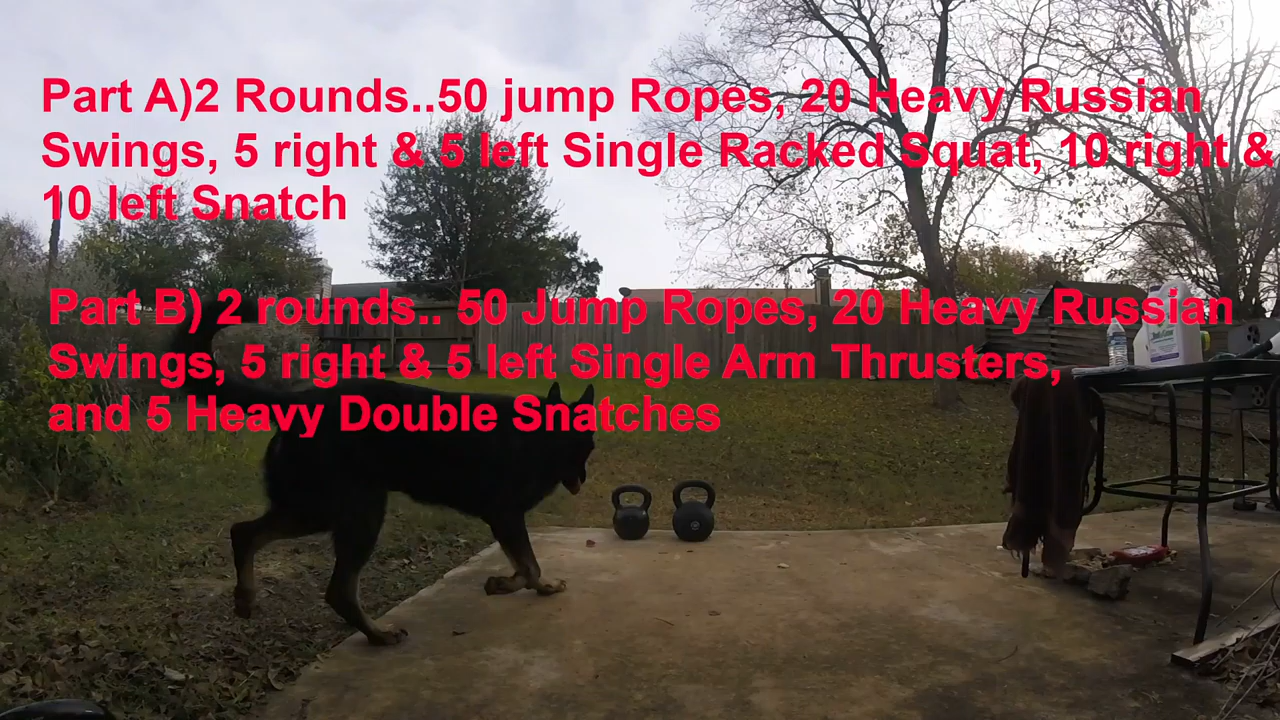 Part A)2 Rounds..50 jump Ropes, 20 Heavy Russian
Swings, 5 right & 5 left Single Racked Squat, 10 right &
10 left Snatch
Part B) 2 rounds.. 50 Jump Ropes, 20 Heavy Russian
Swings, 5 right & 5 left Single Arm Thrusters,
and 5 Heavy Double Snatches